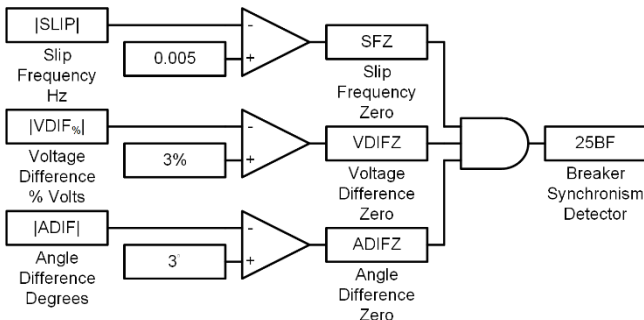 |SLIP|
Slip
Frequency
Hz
-
+
0.005
SFZ
Slip
Frequency
Zero
|VDIF%|
Voltage
Difference
% Volts
-
+
3%
VDIFZ
Voltage
Difference
Zero
25BF
Breaker
Synchronism
Detector
|ADIF|
Angle
Difference
Degrees
-
+
3°
ADIFZ
Angle
Difference
Zero